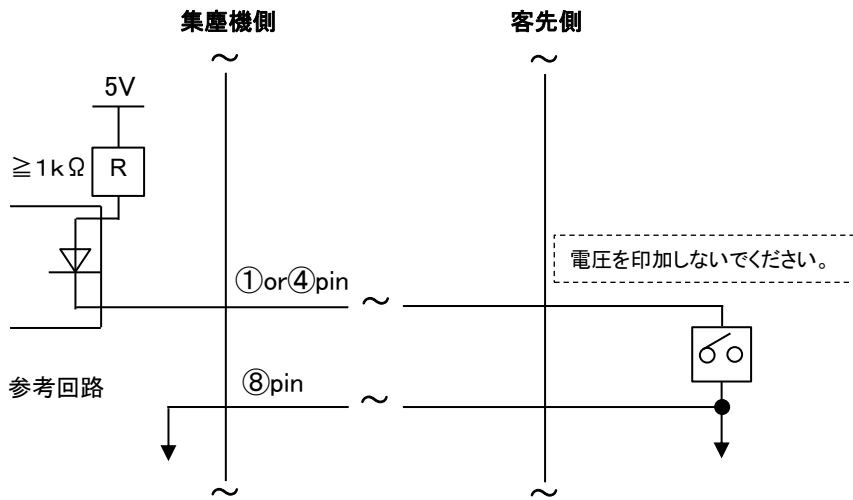 集塵機側
客先側
～
～
5V
≧1kΩ
R
電圧を印加しないでください。
①or④pin
～
参考回路
⑧pin
～
～
～